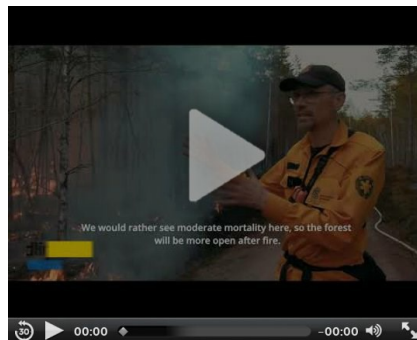 We would rather see moderate mortality here, so the forest
will be more open after fire.
30
00:00
-00:00